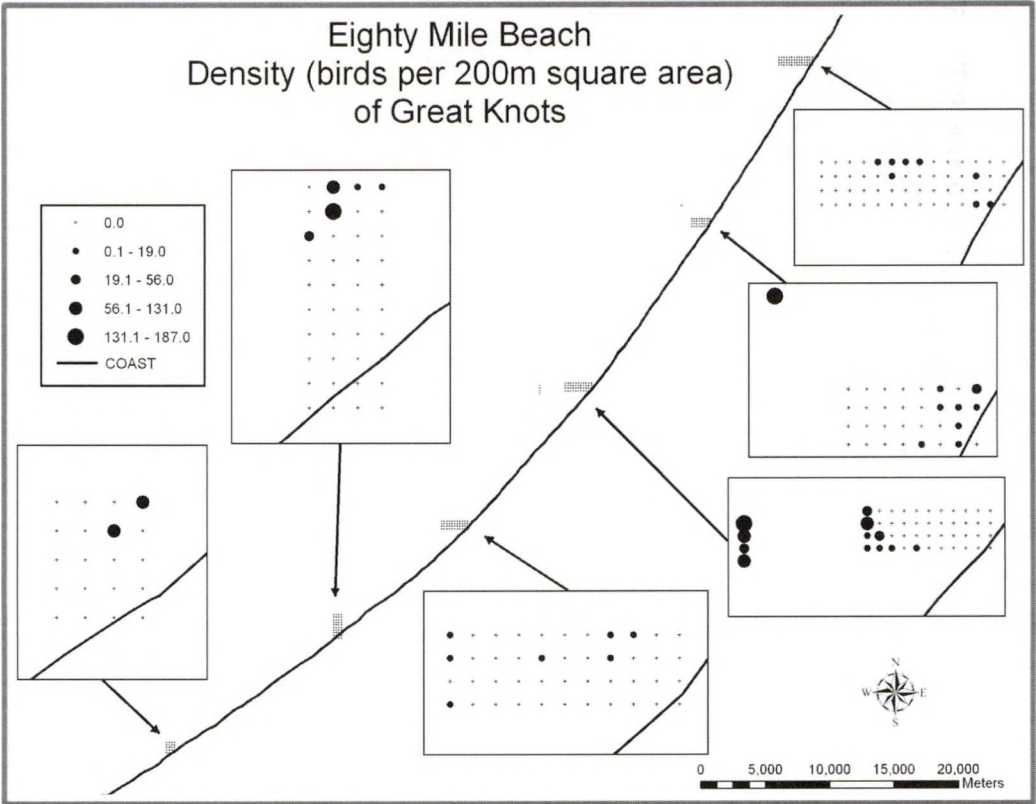 Eighty Mile Beach
Density (birds per 200m square area)
of Great Knots
0.0
0.1 - 19.0
19.1 - 56.0
56.1 - 131.0
131.1 - 187.0
COAST
N
W E
S
0 5,000 10,000 15,000 20,000
Meters